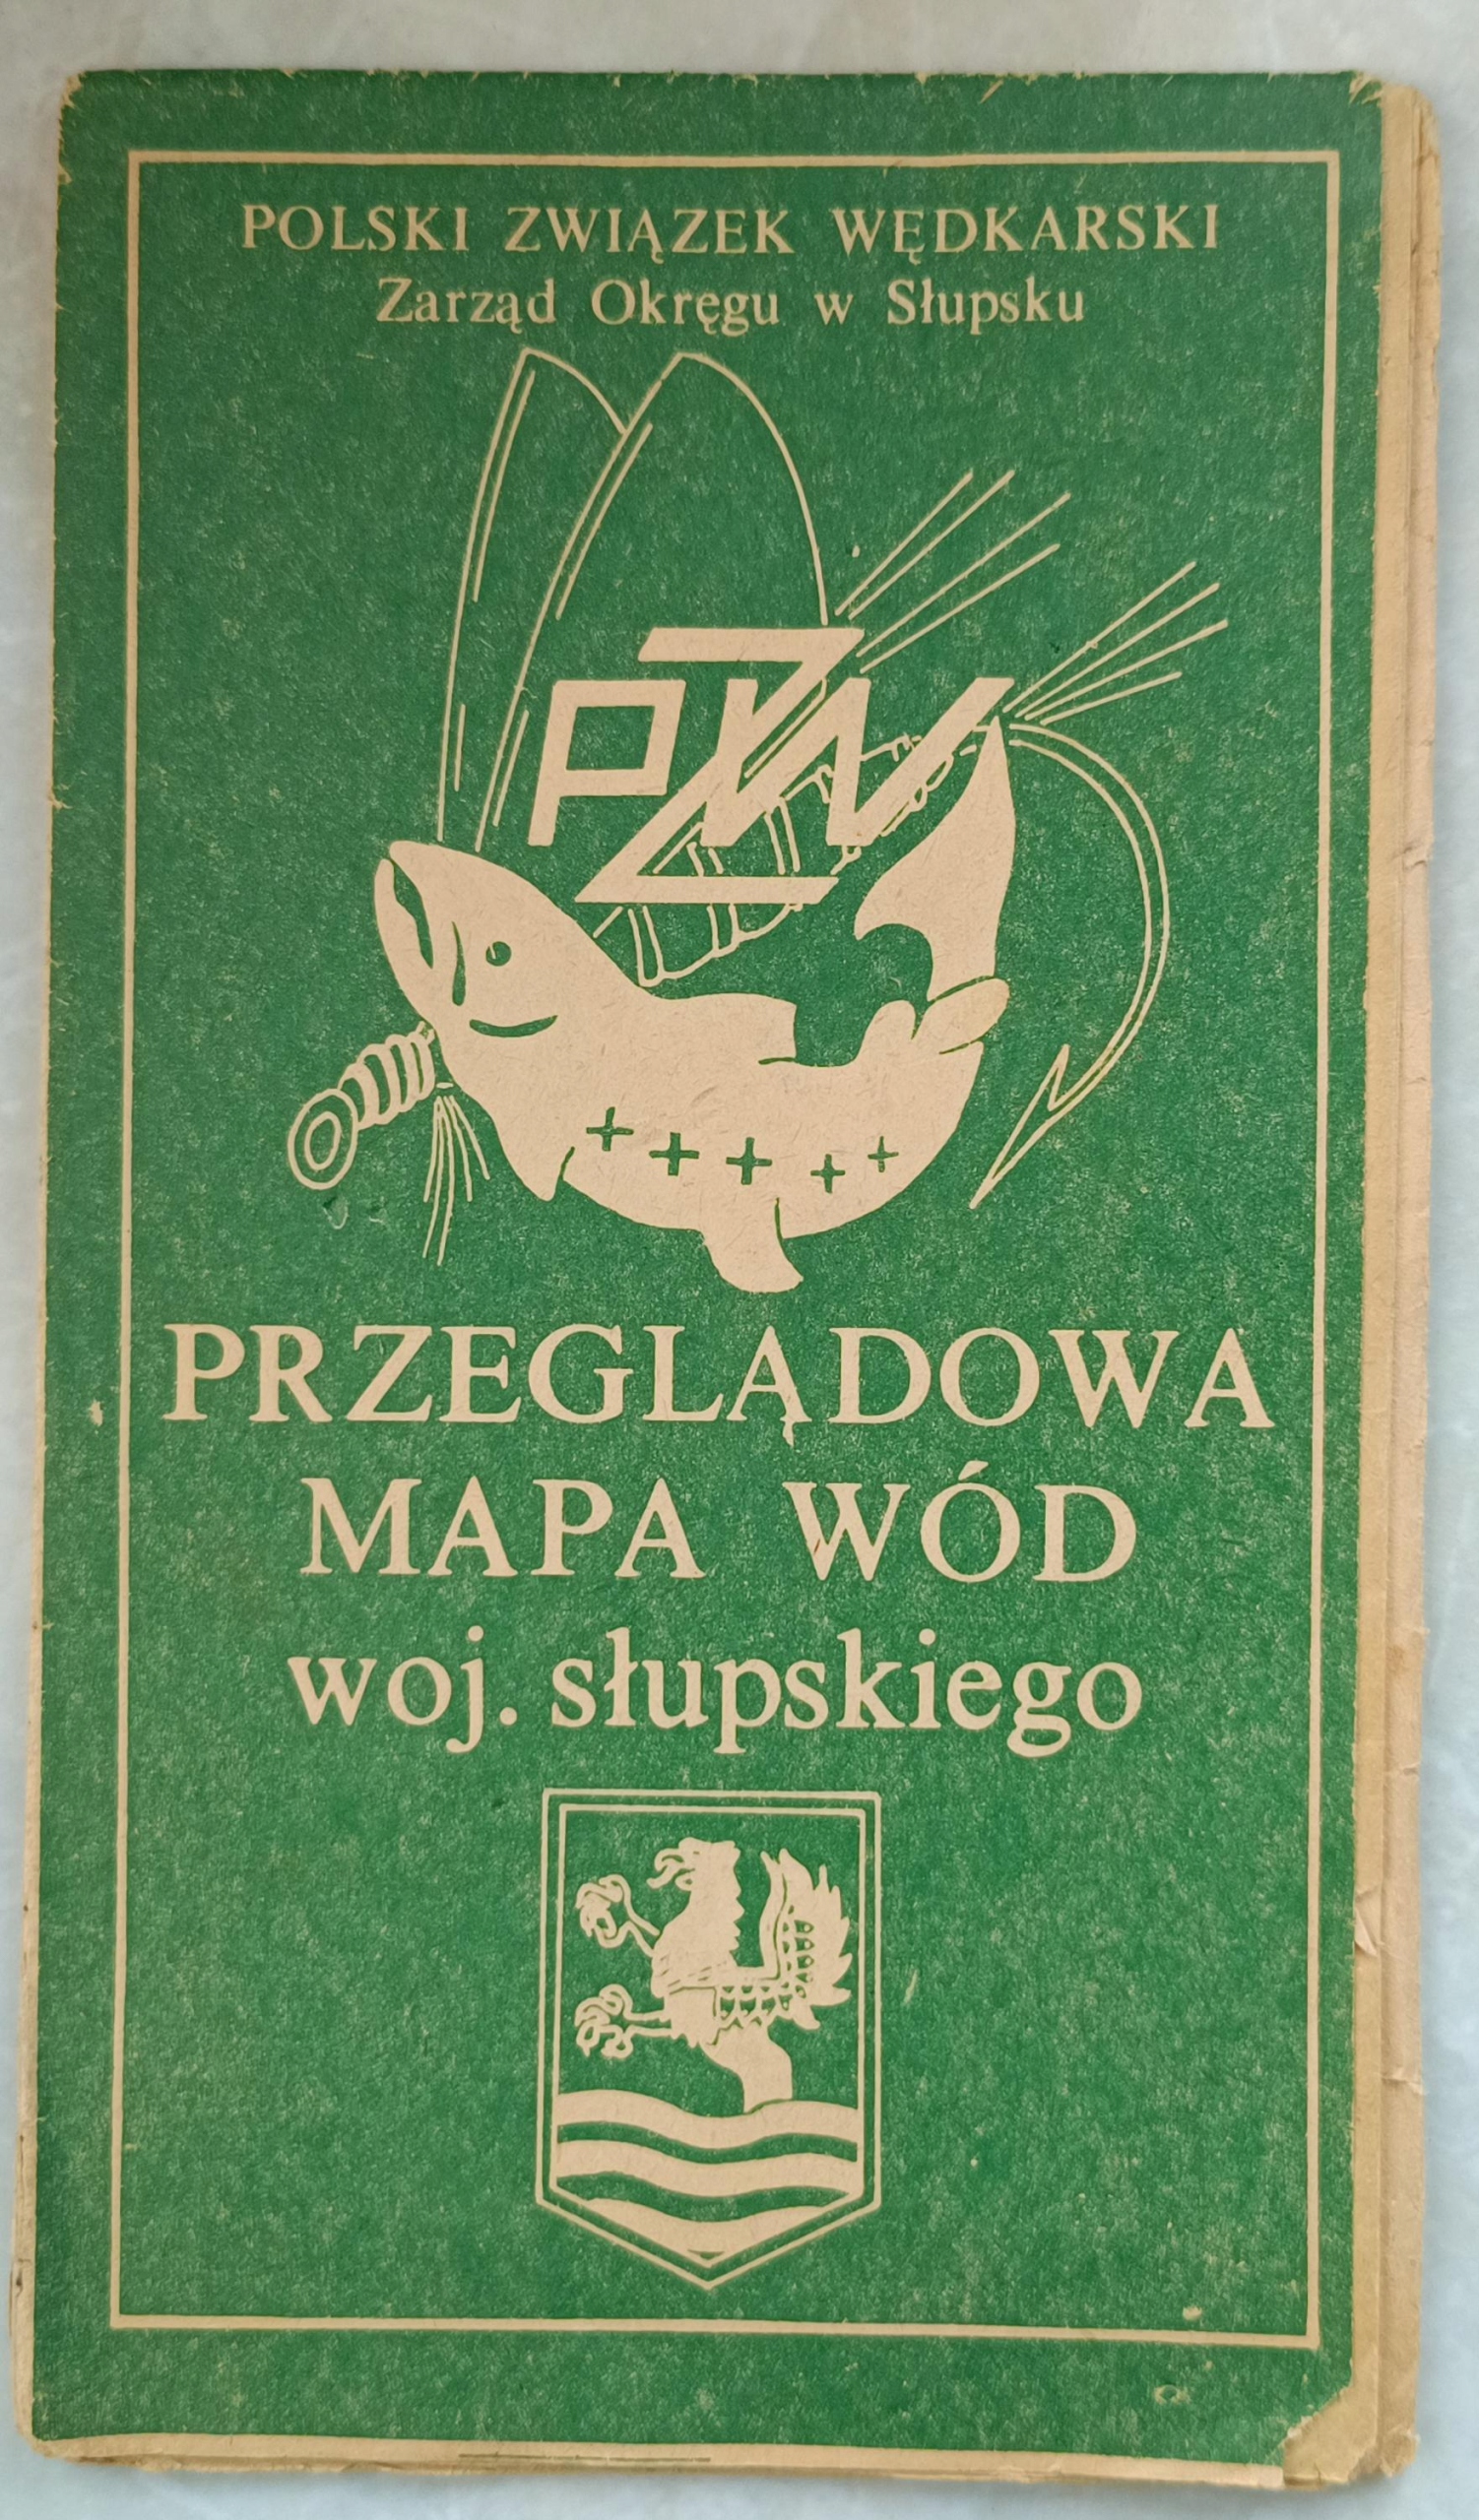 POLSKI ZWIĄZEK WĘDKARSKI
Zarząd Okręgu w Słupsku
PZW
PRZEGLĄDOWA
MAPA WÓD
woj. słupskiego